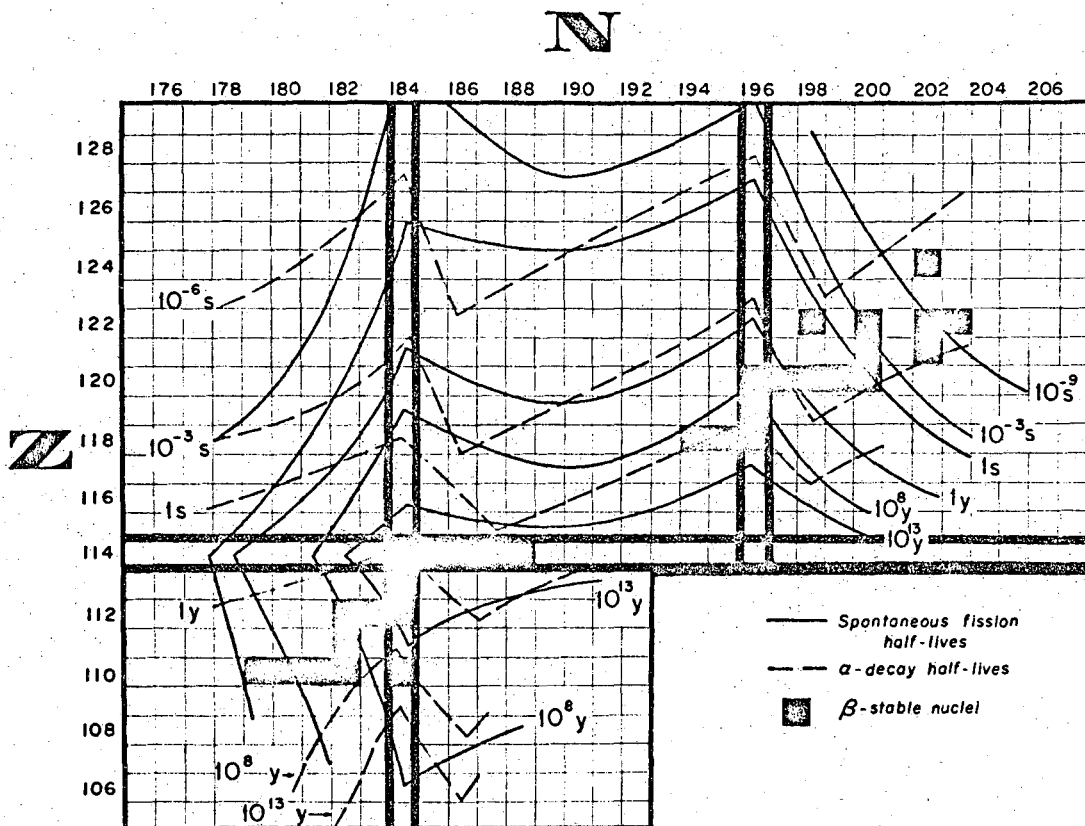 N
176 178 180 182 184 186 188 190 192 194 196 198 200 202 204 206
128
126
124
10⁻⁶s
122
120
10⁻⁹s
Z
118
10⁻³s
10⁻³s
1s
116
1s
1y
10⁸y
10¹³y
114
1y
112
10¹³y
Spontaneous fission
half-lives
α-decay half-lives
110
β-stable nuclei
108
10⁸y
10⁸ y
106
10¹³ y